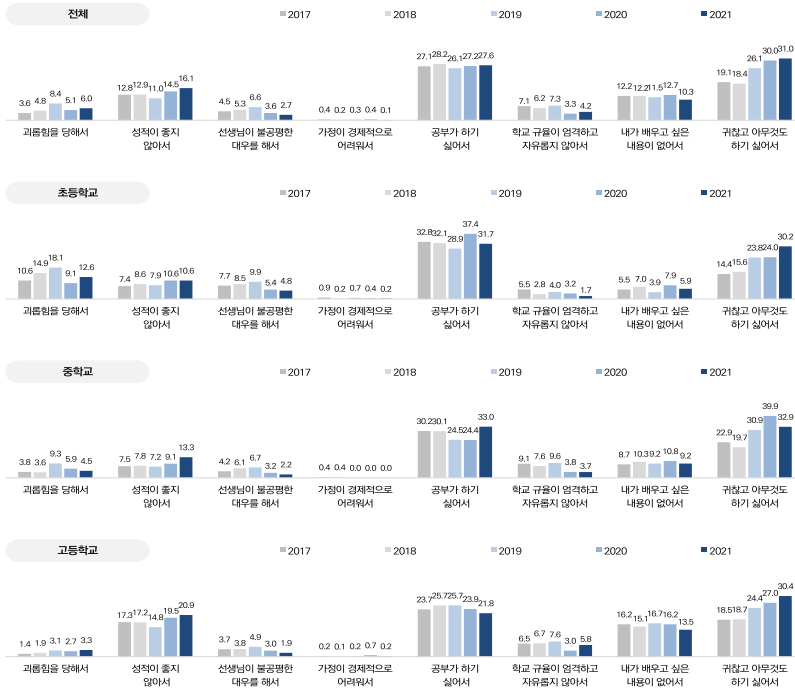 전체
2017 2018 2019 2020 2021
3.6 4.8 8.4 5.1 6.0 12.8 12.9 11.0 14.5 16.1 4.5 5.3 6.6 3.6 2.7 0.4 0.2 0.3 0.4 0.1 27.1 28.2 26.1 27.2 27.6 7.1 6.2 7.3 3.3 4.2 12.2 12.2 11.5 12.7 10.3 19.1 18.4 26.1 30.0 31.0
괴롭힘을 당해서 성적이 좋지 선생님이 불공평한 가정이 경제적으로 공부가 하기 학교 규율이 엄격하고 내가 배우고 싶은 귀찮고 아무것도
않아서 대우를 해서 어려워서 싫어서 자유롭지 않아서 내용이 없어서 하기 싫어서
초등학교
2017 2018 2019 2020 2021
10.6 14.9 18.1 9.1 12.6 7.4 8.6 7.9 10.6 10.6 7.7 8.5 9.9 5.4 4.8 0.9 0.2 0.7 0.4 0.2 32.8 32.1 28.9 37.4 31.7 5.5 2.8 4.0 3.2 1.7 5.5 7.0 3.9 7.9 5.9 14.4 15.6 23.8 24.0 30.2
괴롭힘을 당해서 성적이 좋지 선생님이 불공평한 가정이 경제적으로 공부가 하기 학교 규율이 엄격하고 내가 배우고 싶은 귀찮고 아무것도
않아서 대우를 해서 어려워서 싫어서 자유롭지 않아서 내용이 없어서 하기 싫어서
중학교
2017 2018 2019 2020 2021
3.8 3.6 9.3 5.9 4.5 7.5 7.8 7.2 9.1 13.3 4.2 6.1 6.7 3.2 2.2 0.4 0.4 0.0 0.0 0.0 30.2 30.1 24.5 24.4 33.0 9.1 7.6 9.6 3.8 3.7 8.7 10.3 9.2 10.8 9.2 22.9 19.7 30.9 39.9 32.9
괴롭힘을 당해서 성적이 좋지 선생님이 불공평한 가정이 경제적으로 공부가 하기 학교 규율이 엄격하고 내가 배우고 싶은 귀찮고 아무것도
않아서 대우를 해서 어려워서 싫어서 자유롭지 않아서 내용이 없어서 하기 싫어서
고등학교
2017 2018 2019 2020 2021
1.4 1.9 3.1 2.7 3.3 17.3 17.2 14.8 19.5 20.9 3.7 3.8 4.9 3.0 1.9 0.2 0.1 0.2 0.7 0.2 23.7 25.7 25.7 23.9 21.8 6.5 6.7 7.6 3.0 5.8 16.2 15.1 16.7 16.2 13.5 18.5 18.7 24.4 27.0 30.4
괴롭힘을 당해서 성적이 좋지 선생님이 불공평한 가정이 경제적으로 공부가 하기 학교 규율이 엄격하고 내가 배우고 싶은 귀찮고 아무것도
않아서 대우를 해서 어려워서 싫어서 자유롭지 않아서 내용이 없어서 하기 싫어서